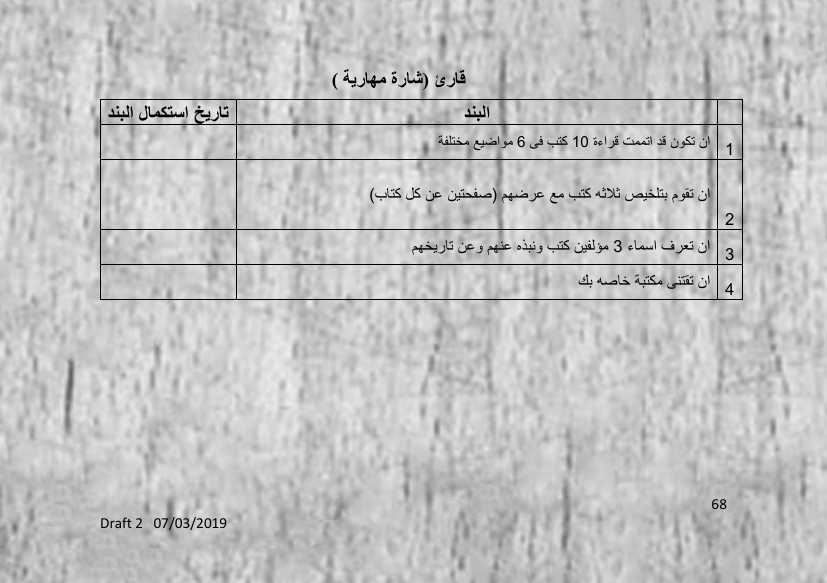 قارئ (شارة مهارية )
البند	تاريخ استكمال البند
1	ان تكون قد اتممت قراءة 10 كتب فى 6 مواضيع مختلفة
2	ان تقوم بتلخيص ثلاثه كتب مع عرضهم (صفحتين عن كل كتاب)
3	ان تعرف اسماء 3 مؤلفين كتب ونبذه عنهم وعن تاريخهم
4	ان تقتنى مكتبة خاصه بك
68
Draft 2 07/03/2019